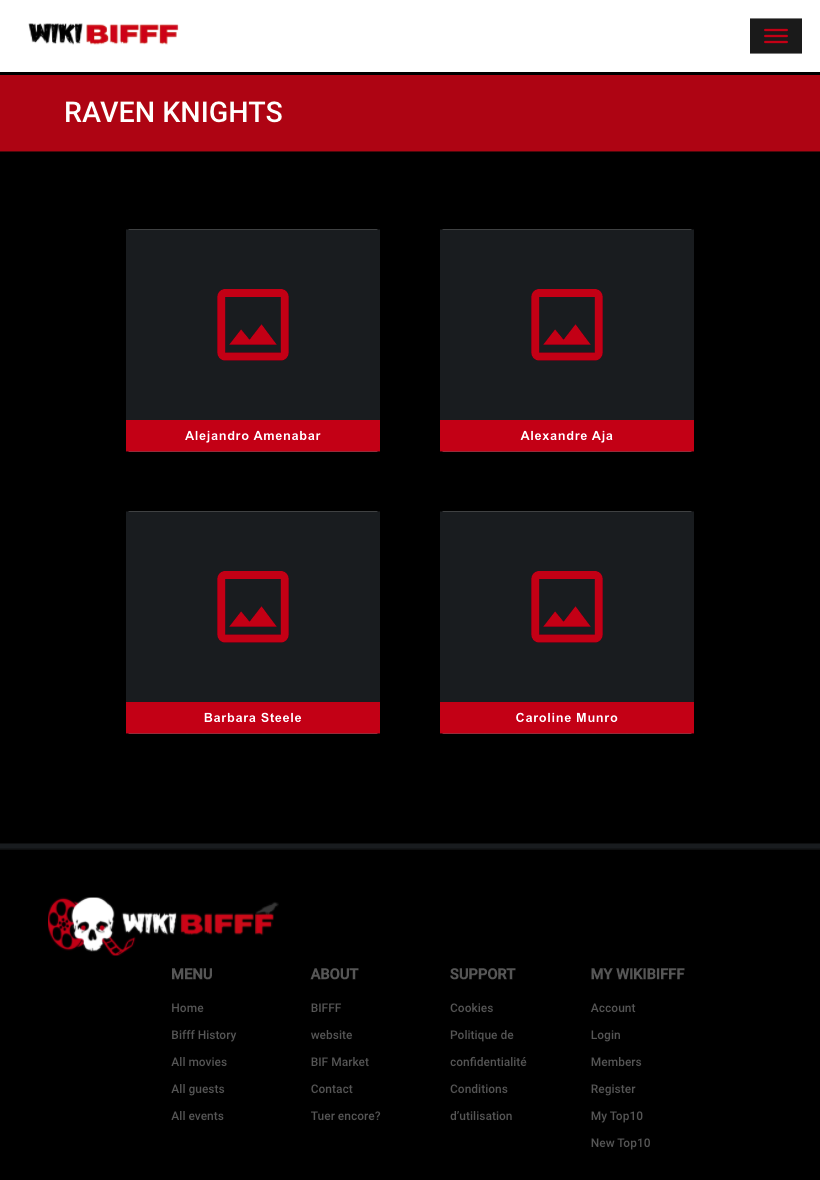 WIKI BIFFF
RAVEN KNIGHTS
Alejandro Amenabar
Alexandre Aja
Barbara Steele
Caroline Munro
WIKI BIFFF
MENU
Home
Bifff History
All movies
All guests
All events
ABOUT
BIFFF
website
BIF Market
Contact
Tuer encore?
SUPPORT
Cookies
Politique de
confidentialité
Conditions
d'utilisation
MY WIKIBIFFF
Account
Login
Members
Register
My Top10
New Top10